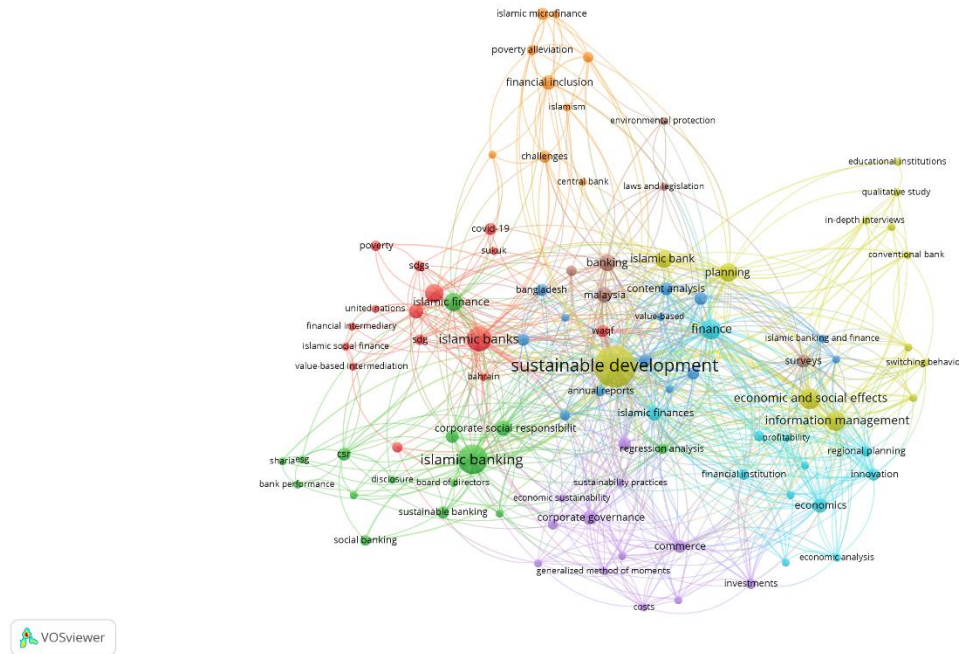 islamic microfinance
poverty alleviation
financial inclusion
islamism
environmental protection
challenges
educational institutions
central bank
laws and legislation
qualitative study
in-depth interviews
covid-19
poverty
sukuk
conventional bank
sdgs
banking
islamic bank
planning
bangladesh
content analysis
malaysia
islamic finance
united nations
value-based
financial intermediary
waqf
finance
sdg
islamic banks
islamic banking and finance
islamic social finance
surveys
switching behavio
value-based intermediation
sustainable development
bahrain
annual reports
economic and social effects
islamic finances
information management
corporate social responsibilit
profitability
regression analysis
regional planning
csr
sharia
esg
islamic banking
financial institution
innovation
bank performance
disclosure
board of directors
sustainability practices
economic sustainability
sustainable banking
corporate governance
economics
social banking
commerce
economic analysis
generalized method of moments
investments
costs
VOSviewer